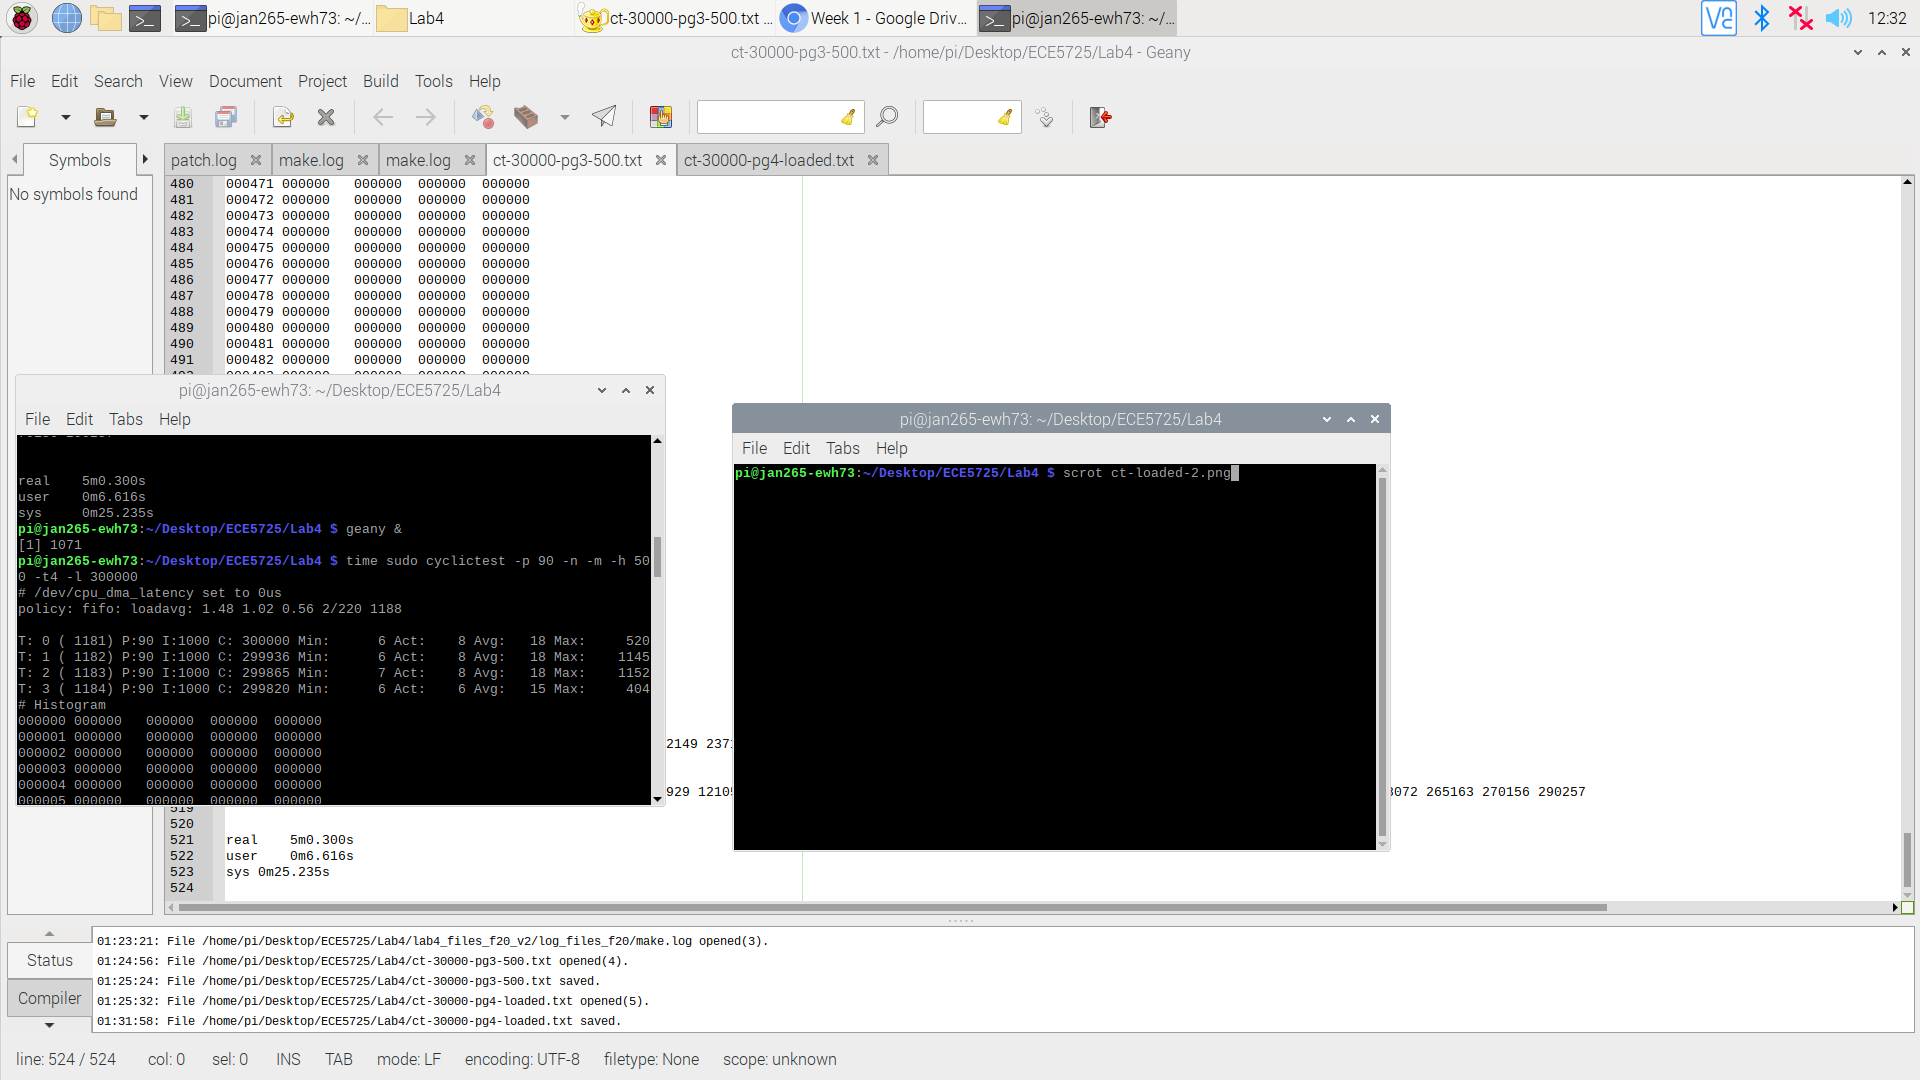 pi@jan265-ewh73: ~/...
Lab4
ct-30000-pg3-500.txt ...
Week 1 - Google Driv...
pi@jan265-ewh73: ~/...
12:32
ct-30000-pg3-500.txt - /home/pi/Desktop/ECE5725/Lab4 - Geany
File Edit Search View Document Project Build Tools Help
Symbols
patch.log make.log make.log ct-30000-pg3-500.txt ct-30000-pg4-loaded.txt
No symbols found
480 000471 000000 000000 000000 000000
481 000472 000000 000000 000000 000000
482 000473 000000 000000 000000 000000
483 000474 000000 000000 000000 000000
484 000475 000000 000000 000000 000000
485 000476 000000 000000 000000 000000
486 000477 000000 000000 000000 000000
487 000478 000000 000000 000000 000000
488 000479 000000 000000 000000 000000
489 000480 000000 000000 000000 000000
490 000481 000000 000000 000000 000000
491 000482 000000 000000 000000 000000
pi@jan265-ewh73: ~/Desktop/ECE5725/Lab4
File Edit Tabs Help
real 5m0.300s
user 0m6.616s
sys 0m25.235s
pi@jan265-ewh73:~/Desktop/ECE5725/Lab4 $ geany &
[1] 1071
pi@jan265-ewh73:~/Desktop/ECE5725/Lab4 $ time sudo cyclictest -p 90 -n -m -h 50
0 -t4 -l 300000
# /dev/cpu_dma_latency set to 0us
policy: fifo: loadavg: 1.48 1.02 0.56 2/220 1188
T: 0 ( 1181) P:90 I:1000 C: 300000 Min: 6 Act: 8 Avg: 18 Max: 520
T: 1 ( 1182) P:90 I:1000 C: 299936 Min: 6 Act: 8 Avg: 18 Max: 1145
T: 2 ( 1183) P:90 I:1000 C: 299865 Min: 7 Act: 8 Avg: 18 Max: 1152
T: 3 ( 1184) P:90 I:1000 C: 299820 Min: 6 Act: 6 Avg: 15 Max: 404
# Histogram
000000 000000 000000 000000 000000
000001 000000 000000 000000 000000
000002 000000 000000 000000 000000
000003 000000 000000 000000 000000
000004 000000 000000 000000 000000
000005 000000 000000 000000 000000
pi@jan265-ewh73: ~/Desktop/ECE5725/Lab4
File Edit Tabs Help
pi@jan265-ewh73:~/Desktop/ECE5725/Lab4 $ scrot ct-loaded-2.png
2149
929 265163 270156 290257
519
520
521 real 5m0.300s
522 user 0m6.616s
523 sys 0m25.235s
524
Status
Compiler
01:23:21: File /home/pi/Desktop/ECE5725/Lab4/lab4_files_f20_v2/log_files_f20/make.log opened(3).
01:24:56: File /home/pi/Desktop/ECE5725/Lab4/ct-30000-pg3-500.txt opened(4).
01:25:24: File /home/pi/Desktop/ECE5725/Lab4/ct-30000-pg3-500.txt saved.
01:25:32: File /home/pi/Desktop/ECE5725/Lab4/ct-30000-pg4-loaded.txt opened(5).
01:31:58: File /home/pi/Desktop/ECE5725/Lab4/ct-30000-pg4-loaded.txt saved.
line: 524 / 524 col: 0 sel: 0 INS TAB mode: LF encoding: UTF-8 filetype: None scope: unknown